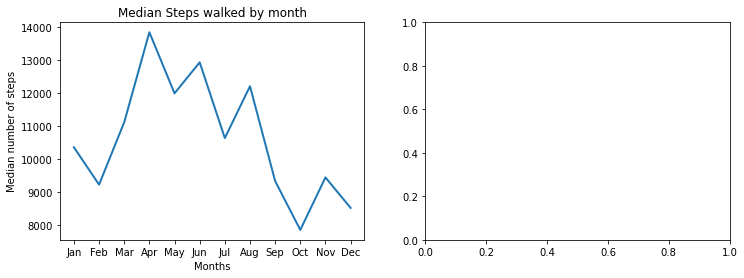 Median Steps walked by month
Median number of steps
14000
13000
12000
11000
10000
9000
8000
Jan Feb Mar Apr May Jun Jul Aug Sep Oct Nov Dec
Months
1.0
0.8
0.6
0.4
0.2
0.0
0.0 0.2 0.4 0.6 0.8 1.0